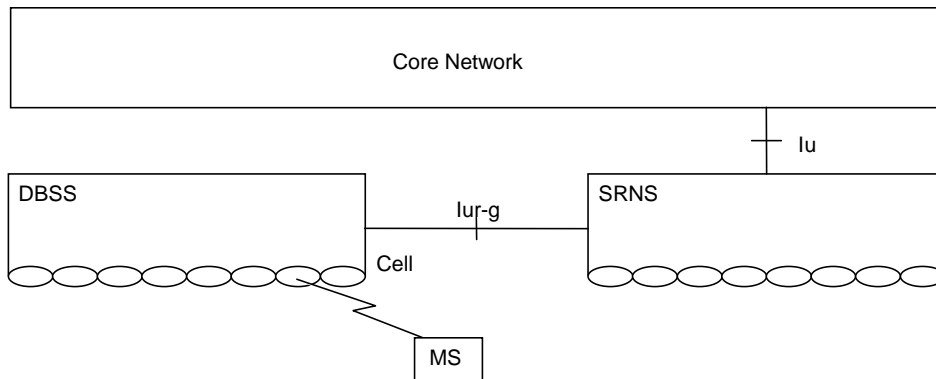 Core Network
Iu
DBSS
SRNS
Iur-g
Cell
MS